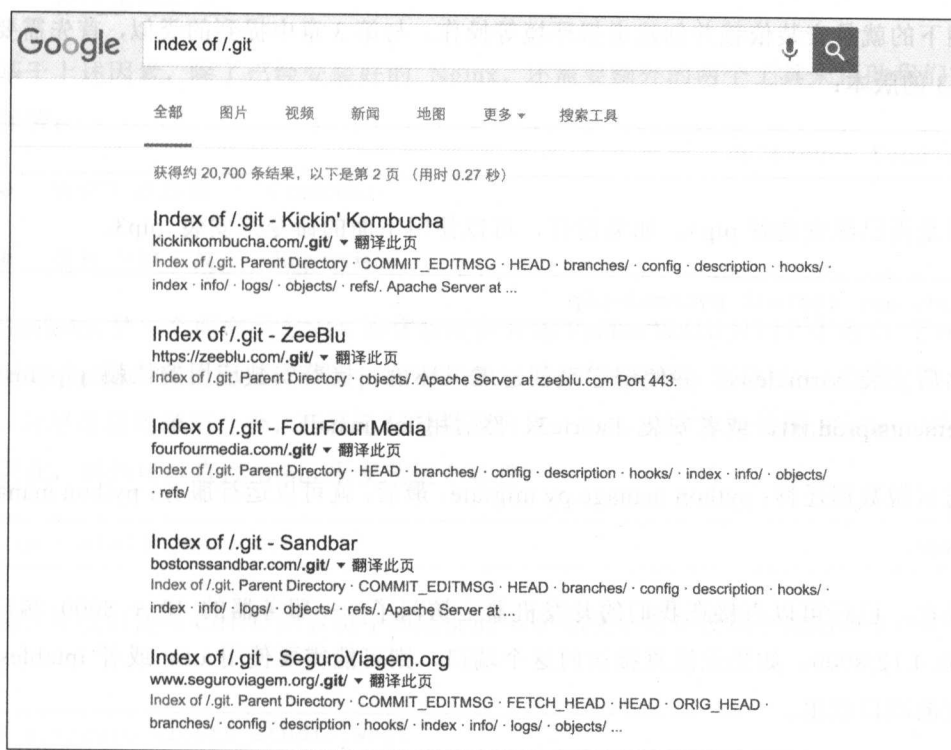 Google
index of /.git
全部 图片 视频 新闻 地图 更多 搜索工具
获得约 20,700 条结果，以下是第 2 页 （用时 0.27 秒）
Index of /.git - Kickin' Kombucha
kickinkombucha.com/.git/ ▼ 翻译此页
Index of /.git. Parent Directory · COMMIT_EDITMSG · HEAD · branches/ · config · description · hooks/ ·
index · info/ · logs/ · objects/ · refs/. Apache Server at ...
Index of /.git - ZeeBlu
https://zeeblu.com/.git/ ▼ 翻译此页
Index of /.git. Parent Directory · objects/. Apache Server at zeeblu.com Port 443.
Index of /.git - FourFour Media
fourfourmedia.com/.git/ ▼ 翻译此页
Index of /.git. Parent Directory · HEAD · branches/ · config · description · hooks/ · index · info/ · objects/
· refs/
Index of /.git - Sandbar
bostonssandbar.com/.git/ ▼ 翻译此页
Index of /.git. Parent Directory · COMMIT_EDITMSG · HEAD · branches/ · config · description · hooks/ ·
index · info/ · logs/ · objects/ · refs/. Apache Server at ...
Index of /.git - SeguroViagem.org
www.seguroviagem.org/.git/ ▼ 翻译此页
Index of /.git. Parent Directory · COMMIT_EDITMSG · FETCH_HEAD · HEAD · ORIG_HEAD ·
branches/ · config · description · hooks/ · index · info/ · logs/ · objects/ ...